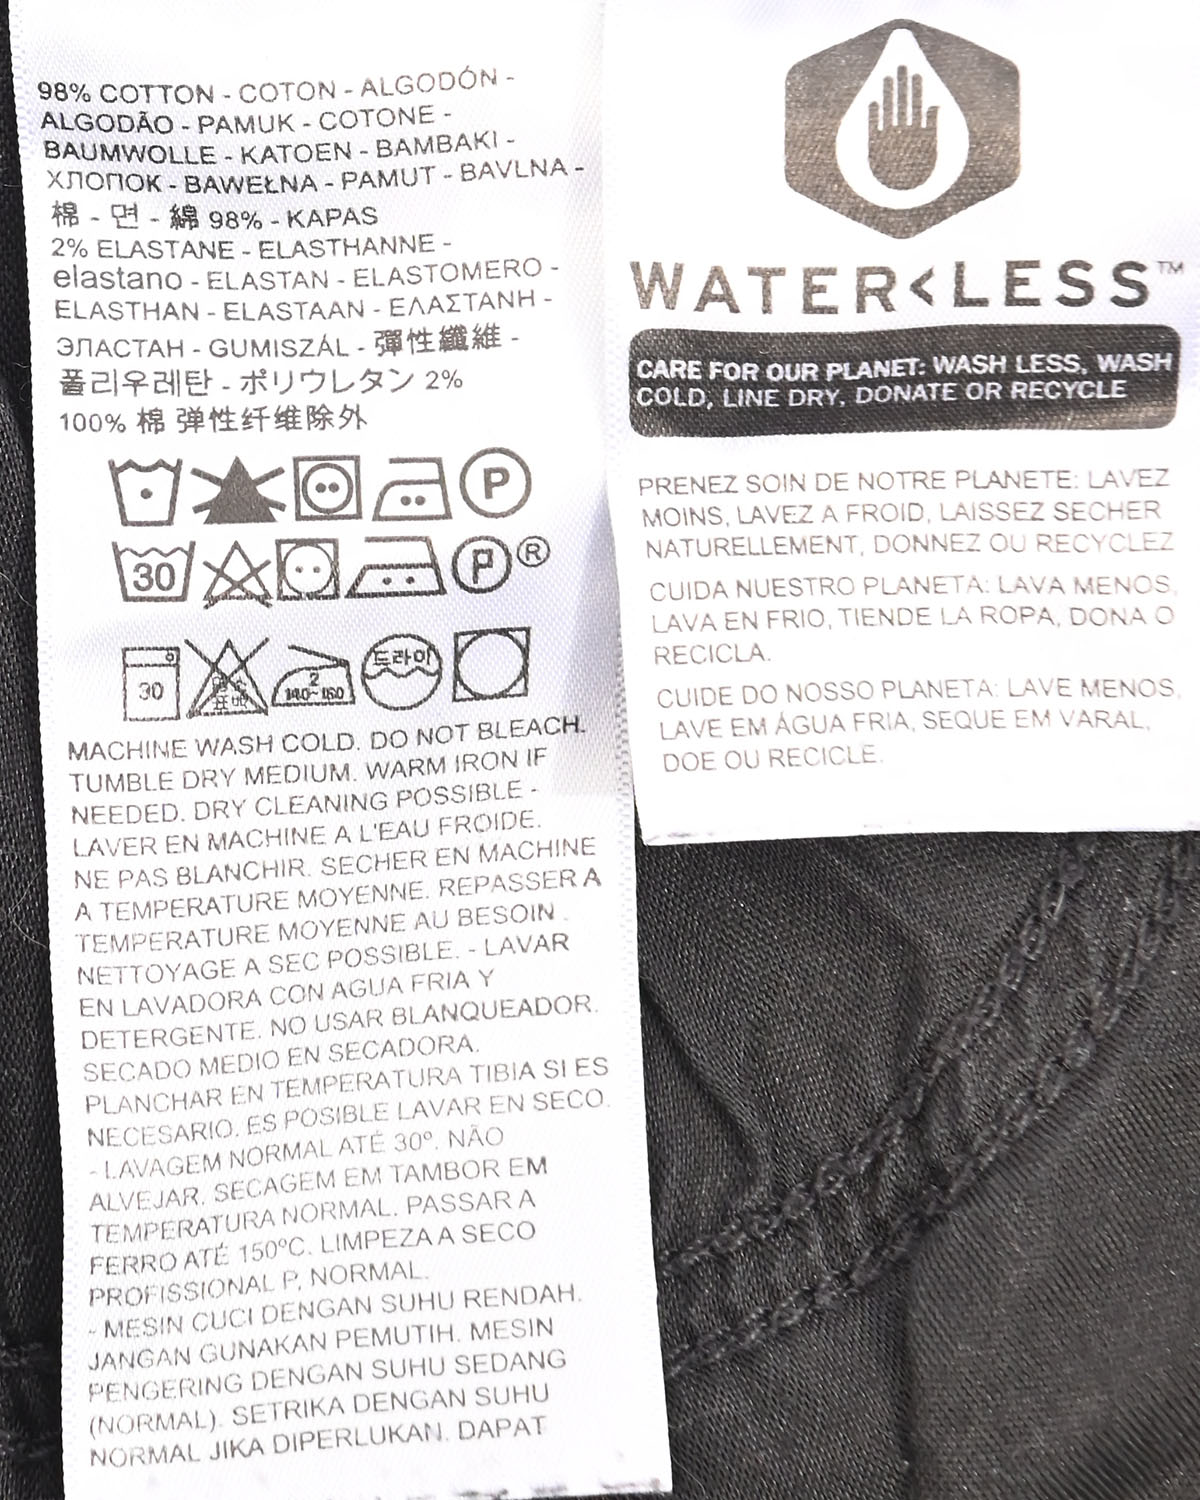 98% COTTON - COTON - ALGODÓN -
ALGODÃO - PAMUK - COTONE -
BAUMWOLLE - KATOEN - BAMBAKI -
ХЛОПОК - BAWEŁNA - PAMUT - BAVLNA -
棉 - 면 - 綿 98% - KAPAS
2% ELASTANE - ELASTHANNE -
elastano - ELASTAN - ELASTOMERO -
ELASTHAN - ELASTAAN - ΕΛΑΣΤΑΝΗ -
ЭЛАСТАН - GUMISZÁL - 彈性纖維 -
폴리우레탄 - ポリウレタン 2%
100% 棉 弹性纤维除外
P
30 P ®
30 2 140~160 드라이
MACHINE WASH COLD. DO NOT BLEACH.
TUMBLE DRY MEDIUM. WARM IRON IF
NEEDED. DRY CLEANING POSSIBLE -
LAVER EN MACHINE A L'EAU FROIDE.
NE PAS BLANCHIR. SECHER EN MACHINE
A TEMPERATURE MOYENNE. REPASSER A
TEMPERATURE MOYENNE AU BESOIN .
NETTOYAGE A SEC POSSIBLE. - LAVAR
EN LAVADORA CON AGUA FRIA Y
DETERGENTE. NO USAR BLANQUEADOR.
SECADO MEDIO EN SECADORA.
PLANCHAR EN TEMPERATURA TIBIA SI ES
NECESARIO. ES POSIBLE LAVAR EN SECO.
- LAVAGEM NORMAL ATÉ 30º. NÃO
ALVEJAR. SECAGEM EM TAMBOR EM
TEMPERATURA NORMAL. PASSAR A
FERRO ATÉ 150ºC. LIMPEZA A SECO
PROFISSIONAL P, NORMAL.
- MESIN CUCI DENGAN SUHU RENDAH.
JANGAN GUNAKAN PEMUTIH. MESIN
PENGERING DENGAN SUHU SEDANG
(NORMAL). SETRIKA DENGAN SUHU
NORMAL JIKA DIPERLUKAN. DAPAT
WATER<LESS™
CARE FOR OUR PLANET: WASH LESS, WASH
COLD, LINE DRY, DONATE OR RECYCLE
PRENEZ SOIN DE NOTRE PLANETE: LAVEZ
MOINS, LAVEZ A FROID, LAISSEZ SECHER
NATURELLEMENT, DONNEZ OU RECYCLEZ
CUIDA NUESTRO PLANETA: LAVA MENOS,
LAVA EN FRIO, TIENDE LA ROPA, DONA O
RECICLA.
CUIDE DO NOSSO PLANETA: LAVE MENOS,
LAVE EM ÁGUA FRIA, SEQUE EM VARAL,
DOE OU RECICLE.